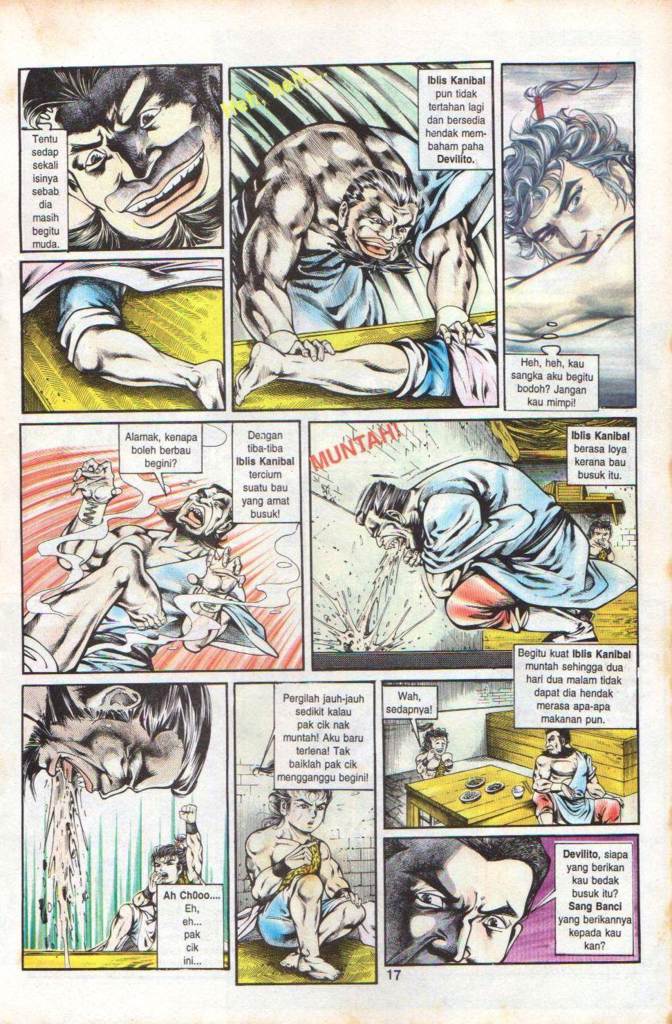 Tentu
sedap
sekali
isinya
sebab
dia
masih
begitu
muda.
Heh, heh....
Iblis Kanibal
pun tidak
tertahan lagi
dan bersedia
hendak mem-
baham paha
Devilito.
Heh, heh, kau
sangka aku begitu
bodoh? Jangan
kau mimpi!
Alamak, kenapa
boleh berbau
begini?
Dengan
tiba-tiba
Iblis Kanibal
tercium
suatu bau
yang amat
busuk!
MUNTAH!
Iblis Kanibal
berasa loya
kerana bau
busuk itu.
Begitu kuat Iblis Kanibal
muntah sehingga dua
hari dua malam tidak
dapat dia hendak
merasa apa-apa
makanan pun.
Ah Ch0oo....
Eh,
eh...
pak
cik
ini...
Pergilah jauh-jauh
sedikit kalau
pak cik nak
muntah! Aku baru
terlena! Tak
baiklah pak cik
mengganggu begini!
Wah,
sedapnya!
Devilito, siapa
yang berikan
kau bedak
busuk itu?
Sang Banci
yang berikannya
kepada kau
kan?
17